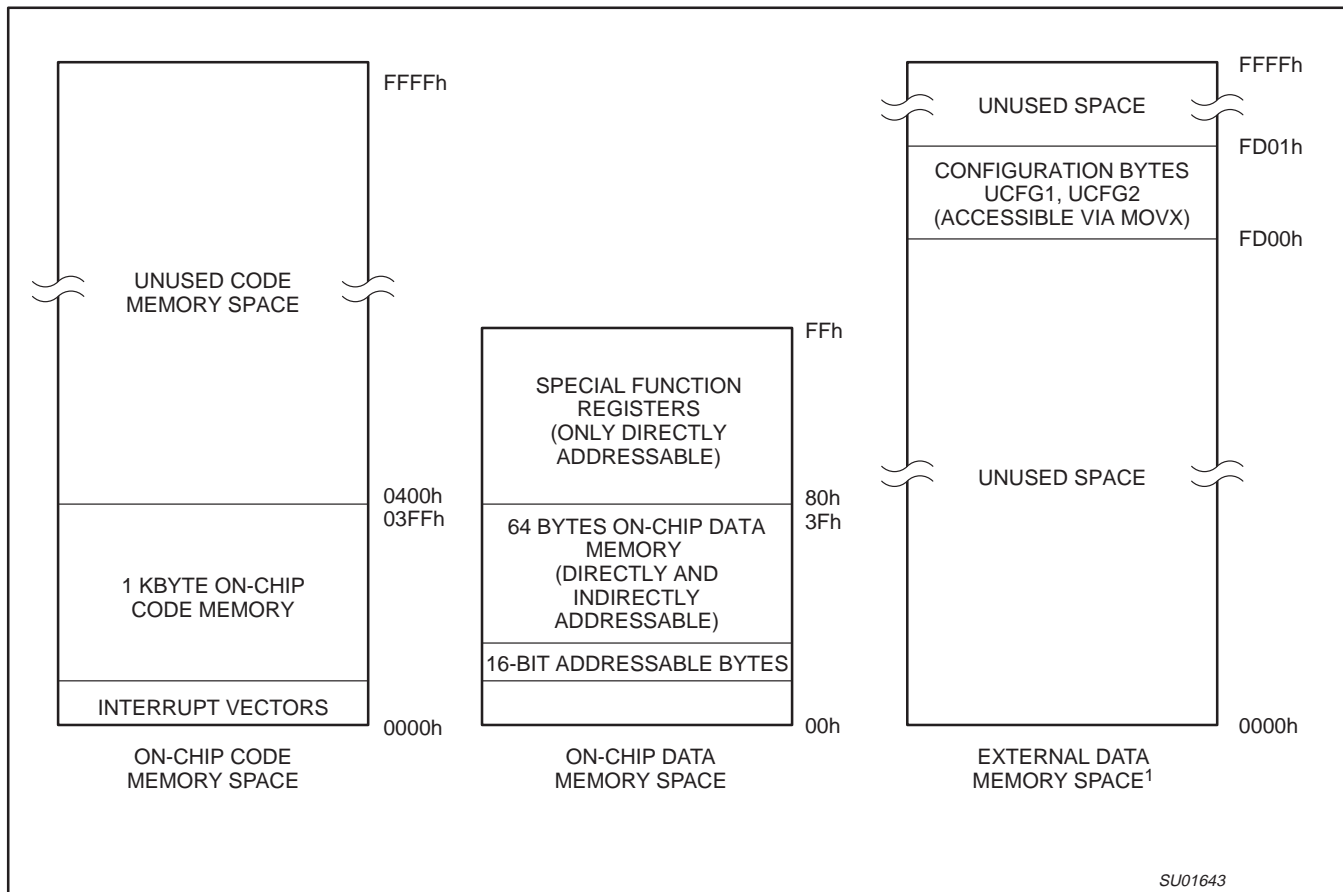 FFFFh
UNUSED CODE
MEMORY SPACE
0400h
03FFh
1 KBYTE ON-CHIP
CODE MEMORY
INTERRUPT VECTORS
0000h
ON-CHIP CODE
MEMORY SPACE
FFh
SPECIAL FUNCTION
REGISTERS
(ONLY DIRECTLY
ADDRESSABLE)
80h
3Fh
64 BYTES ON-CHIP DATA
MEMORY
(DIRECTLY AND
INDIRECTLY
ADDRESSABLE)
16-BIT ADDRESSABLE BYTES
00h
ON-CHIP DATA
MEMORY SPACE
FFFFh
UNUSED SPACE
FD01h
CONFIGURATION BYTES
UCFG1, UCFG2
(ACCESSIBLE VIA MOVX)
FD00h
UNUSED SPACE
0000h
EXTERNAL DATA
MEMORY SPACE1
SU01643